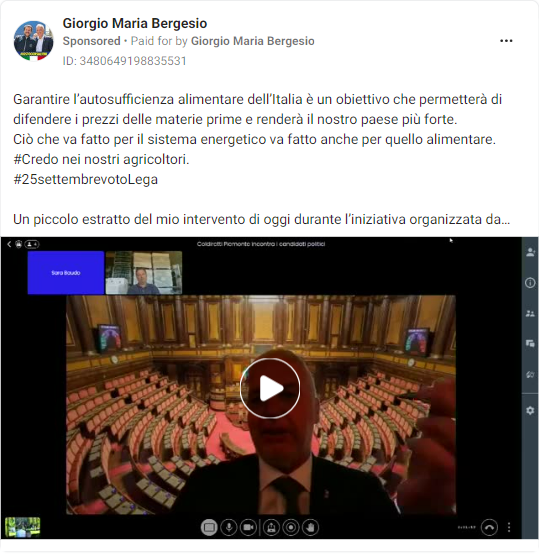 Giorgio Maria Bergesio
Sponsored • Paid for by Giorgio Maria Bergesio
ID: 3480649198835531
Garantire l'autosufficienza alimentare dell'Italia è un obiettivo che permetterà di
difendere i prezzi delle materie prime e renderà il nostro paese più forte.
Ciò che va fatto per il sistema energetico va fatto anche per quello alimentare.
#Credo nei nostri agricoltori.
#25settembrevotoLega
Un piccolo estratto del mio intervento di oggi durante l'iniziativa organizzata da...
Coldiretti Piemonte incontra i candidati politici
Sara Baudo